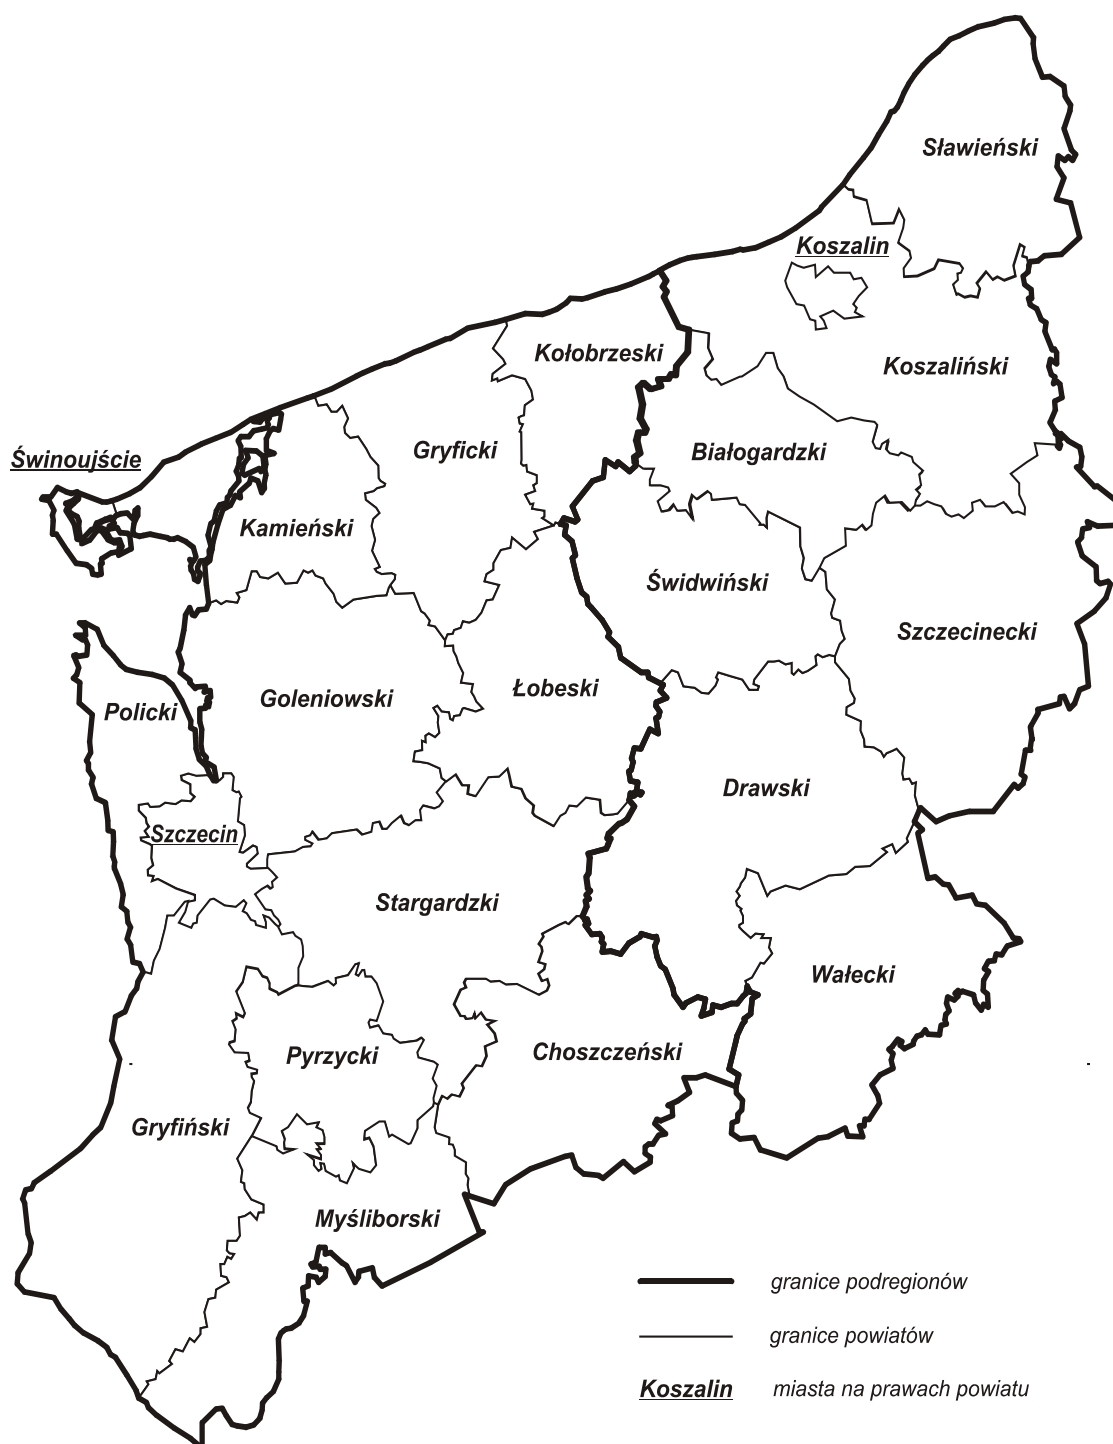 Sławieński
Koszalin
Kołobrzeski
Koszaliński
Gryficki
Białogardzki
Świnoujście
Kamieński
Świdwiński
Szczecinecki
Łobeski
Goleniowski
Policki
Drawski
Szczecin
Stargardzki
Wałecki
Choszczeński
Pyrzycki
Gryfiński
Myśliborski
granice podregionów
granice powiatów
Koszalin miasta na prawach powiatu